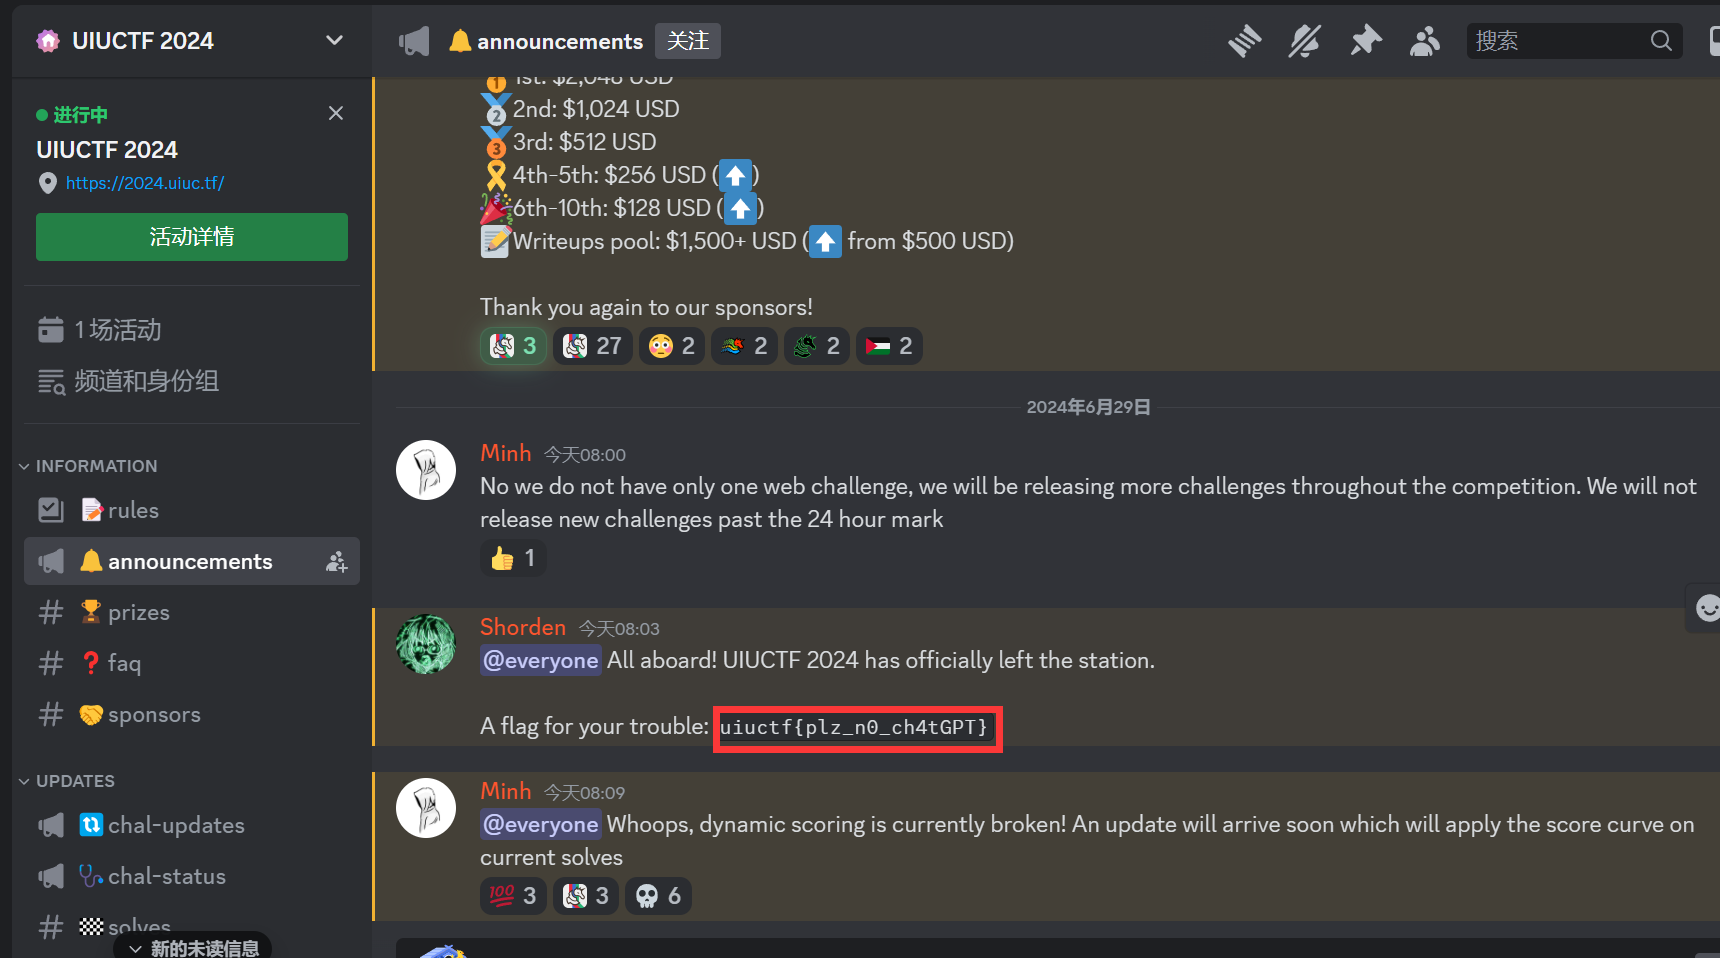 UIUCTF 2024
进行中
UIUCTF 2024
https://2024.uiuc.tf/
活动详情
1 场活动
频道和身份组
INFORMATION
rules
announcements
prizes
faq
sponsors
UPDATES
chal-updates
chal-status
solves
新的未读信息
announcements 关注
搜索
1st: $2,048 USD
2nd: $1,024 USD
3rd: $512 USD
4th-5th: $256 USD (⬆️)
6th-10th: $128 USD (⬆️)
Writeups pool: $1,500+ USD (⬆️ from $500 USD)
Thank you again to our sponsors!
3 27 2 2 2 2
2024年6月29日
Minh 今天08:00
No we do not have only one web challenge, we will be releasing more challenges throughout the competition. We will not
release new challenges past the 24 hour mark
1
Shorden 今天08:03
@everyone All aboard! UIUCTF 2024 has officially left the station.
A flag for your trouble: uiuctf{plz_n0_ch4tGPT}
Minh 今天08:09
@everyone Whoops, dynamic scoring is currently broken! An update will arrive soon which will apply the score curve on
current solves
100 3 3 6